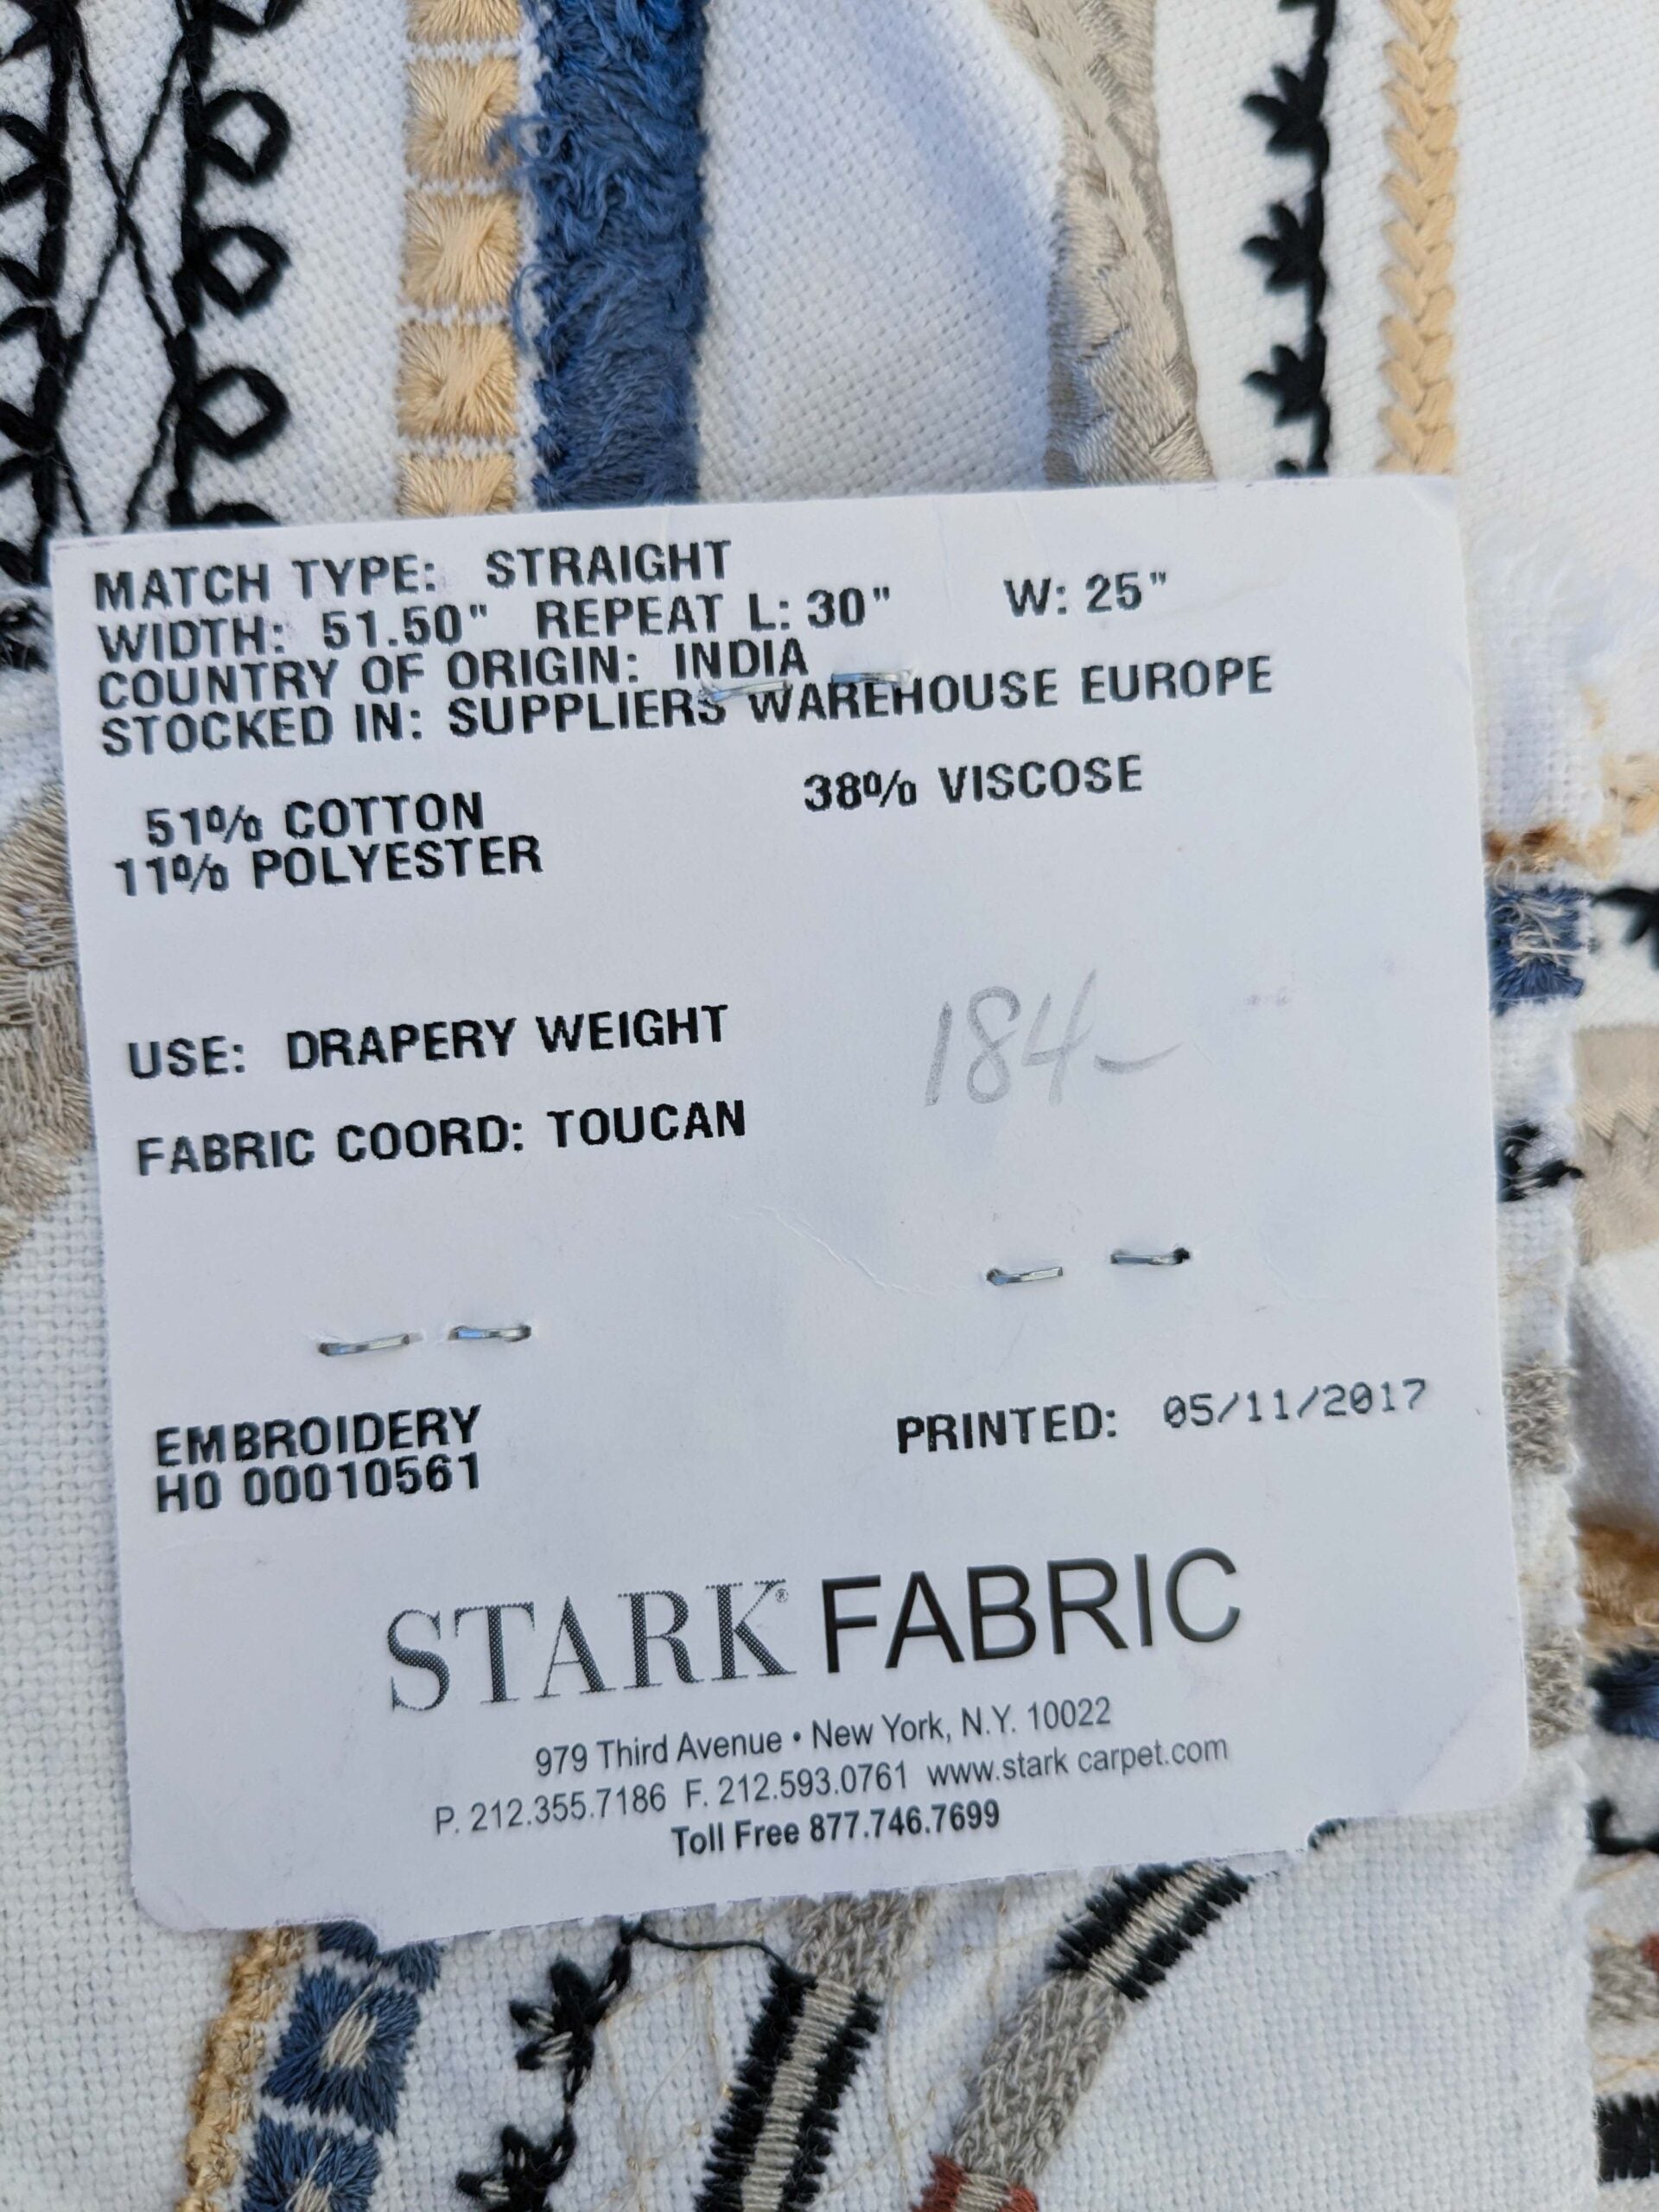 MATCH TYPE: STRAIGHT
WIDTH: 51.50" REPEAT L: 30" W: 25"
COUNTRY OF ORIGIN: INDIA
STOCKED IN: SUPPLIERS WAREHOUSE EUROPE
51% COTTON 38% VISCOSE
11% POLYESTER
184-
USE: DRAPERY WEIGHT
FABRIC COORD: TOUCAN
EMBROIDERY PRINTED: 05/11/2017
HO 00010561
STARK® FABRIC
979 Third Avenue • New York, N.Y. 10022
P. 212.355.7186 F. 212.593.0761 www.stark carpet.com
Toll Free 877.746.7699